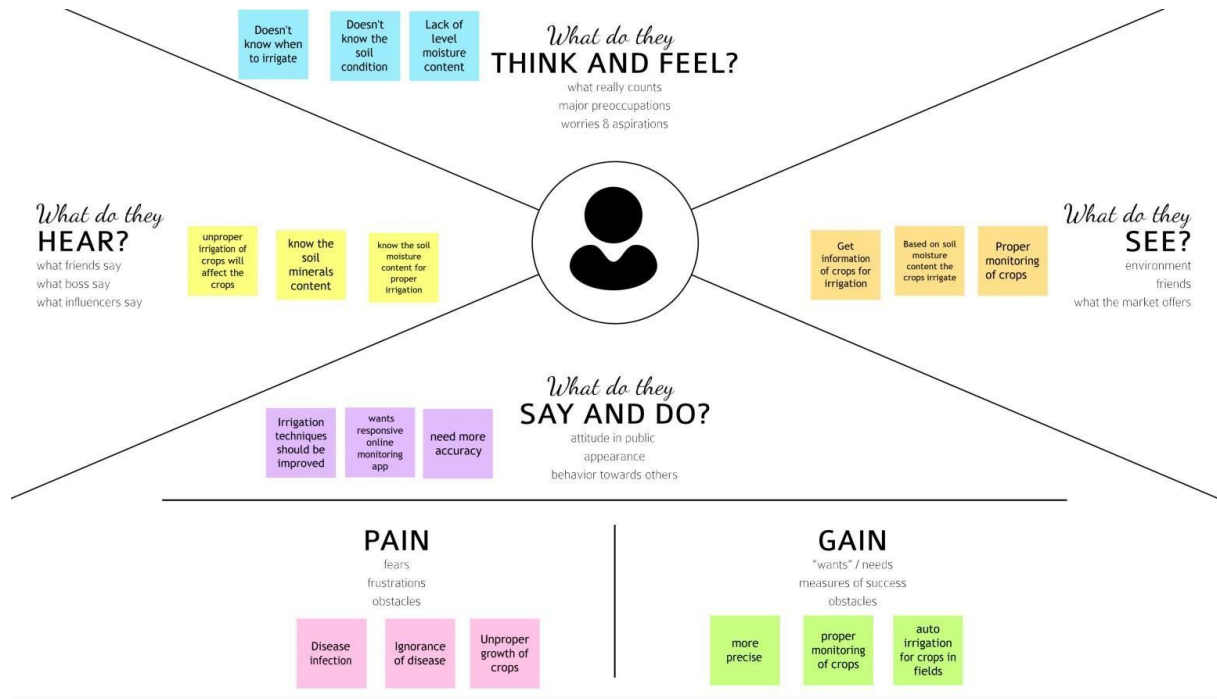 Doesn't
know when
to irrigate
Doesn't
know the
soil
condition
Lack of
level
moisture
content
What do they
THINK AND FEEL?
what really counts
major preoccupations
worries & aspirations
What do they
HEAR?
what friends say
what boss say
what influencers say
unproper
irrigation of
crops will
affect the
crops
know the
soil
minerals
content
know the soil
moisture
content for
proper
irrigation
Get
information
of crops for
irrigation
Based on soil
moisture
content the
crops irrigate
Proper
monitoring
of crops
What do they
SEE?
environment
friends
what the market offers
What do they
SAY AND DO?
attitude in public
appearance
behavior towards others
Irrigation
techniques
should be
improved
wants
responsive
online
monitoring
app
need more
accuracy
PAIN
fears
frustrations
obstacles
Disease
infection
Ignorance
of disease
Unproper
growth of
crops
GAIN
"wants" / needs
measures of success
obstacles
more
precise
proper
monitoring
of crops
auto
irrigation
for crops in
fields